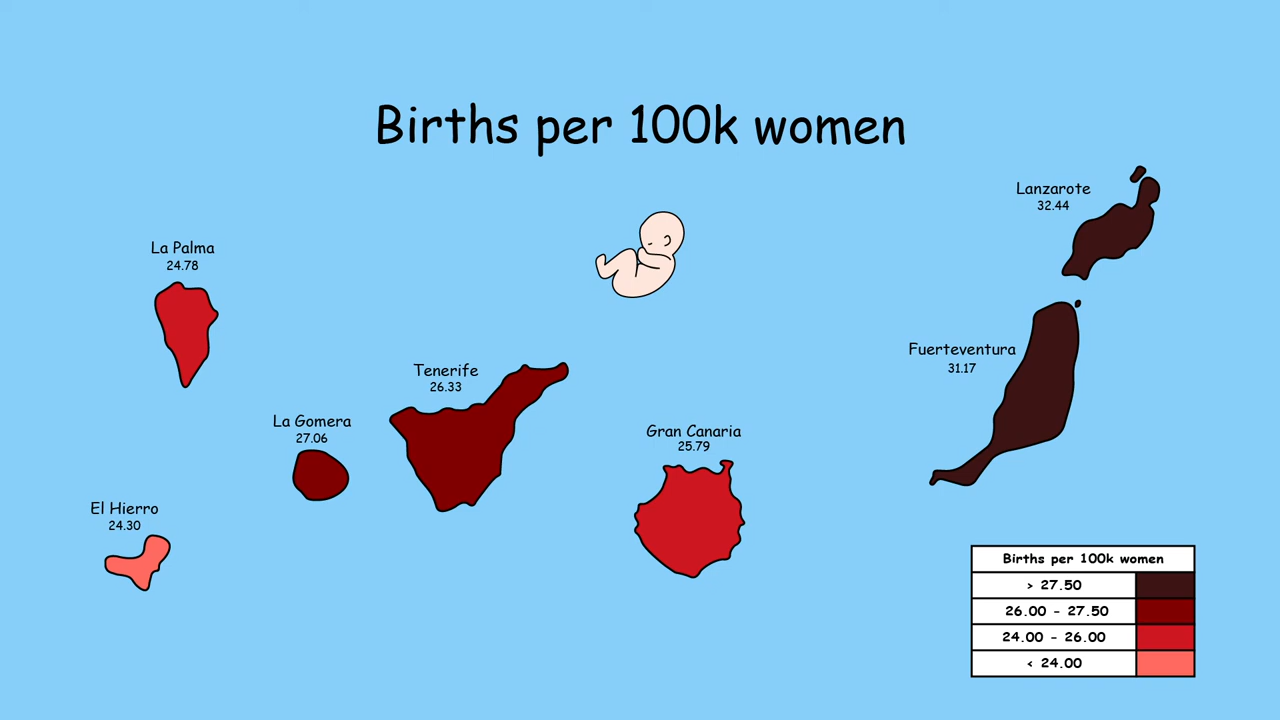 Births per 100k women
Lanzarote
32.44
La Palma
24.78
Fuerteventura
31.17
Tenerife
26.33
La Gomera
27.06
Gran Canaria
25.79
El Hierro
24.30
Births per 100k women
> 27.50
26.00 - 27.50
24.00 - 26.00
< 24.00